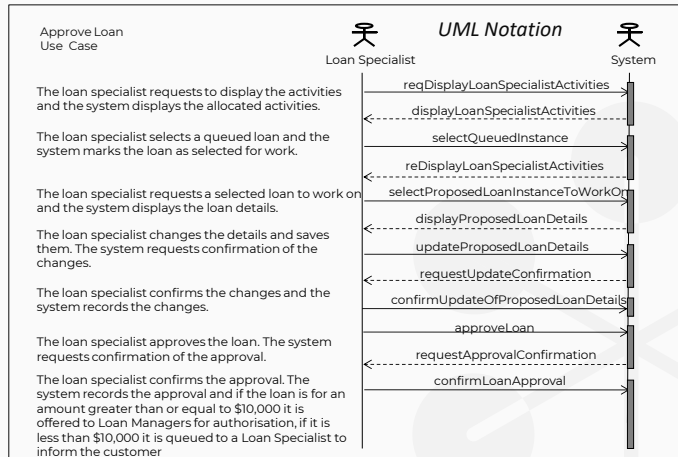 Approve Loan
Use Case
UML Notation
Loan Specialist
System
The loan specialist requests to display the activities
and the system displays the allocated activities.
reqDisplayLoanSpecialistActivities
displayLoanSpecialistActivities
The loan specialist selects a queued loan and the
system marks the loan as selected for work.
selectQueuedInstance
reDisplayLoanSpecialistActivities
The loan specialist requests a selected loan to work on
and the system displays the loan details.
selectProposedLoanInstanceToWorkOn
displayProposedLoanDetails
The loan specialist changes the details and saves
them. The system requests confirmation of the
changes.
updateProposedLoanDetails
requestUpdateConfirmation
The loan specialist confirms the changes and the
system records the changes.
confirmUpdateOfProposedLoanDetails
The loan specialist approves the loan. The system
requests confirmation of the approval.
approveLoan
requestApprovalConfirmation
The loan specialist confirms the approval. The
system records the approval and if the loan is for an
amount greater than or equal to $10,000 it is
offered to Loan Managers for authorisation, if it is
less than $10,000 it is queued to a Loan Specialist to
inform the customer
confirmLoanApproval